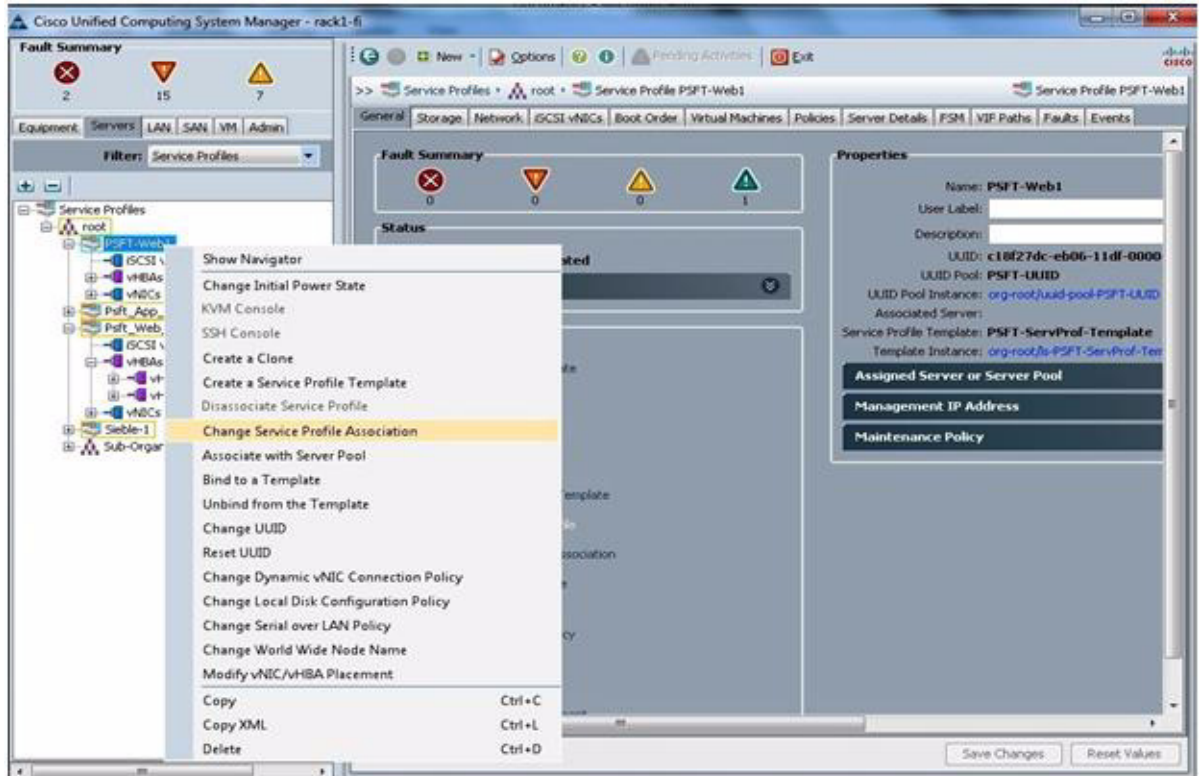 Cisco Unified Computing System Manager - rack1-fi
Fault Summary
2 15 7
Equipment Servers LAN SAN VM Admin
Filter: Service Profiles
Service Profiles
root
PSFT-Web1
iSCSI
vHBAs
vNICs
Psft_App_
Psft_Web_
iSCSI
vHBAs
vNICs
Sieble-1
Sub-Organ
New Options Pending Activities Exit
cisco
>> Service Profiles root Service Profile PSFT-Web1 Service Profile PSFT-Web1
General Storage Network iSCSI vNICs Boot Order Virtual Machines Policies Server Details FSM VIF Paths Faults Events
Fault Summary
0 0 0 1
Status
Properties
Name: PSFT-Web1
User Label:
Description:
UUID: c18f27dc-eb06-11df-0000-
UUID Pool: PSFT-UUID
UUID Pool Instance: org-root/uuid-pool-PSFT-UUID
Associated Server:
Service Profile Template: PSFT-ServProf-Template
Template Instance: org-root/ls-PSFT-ServProf-Tem
Assigned Server or Server Pool
Management IP Address
Maintenance Policy
Show Navigator
Change Initial Power State
KVM Console
SSH Console
Create a Clone
Create a Service Profile Template
Disassociate Service Profile
Change Service Profile Association
Associate with Server Pool
Bind to a Template
Unbind from the Template
Change UUID
Reset UUID
Change Dynamic vNIC Connection Policy
Change Local Disk Configuration Policy
Change Serial over LAN Policy
Change World Wide Node Name
Modify vNIC/vHBA Placement
Copy Ctrl+C
Copy XML Ctrl+L
Delete Ctrl+D
Save Changes Reset Values